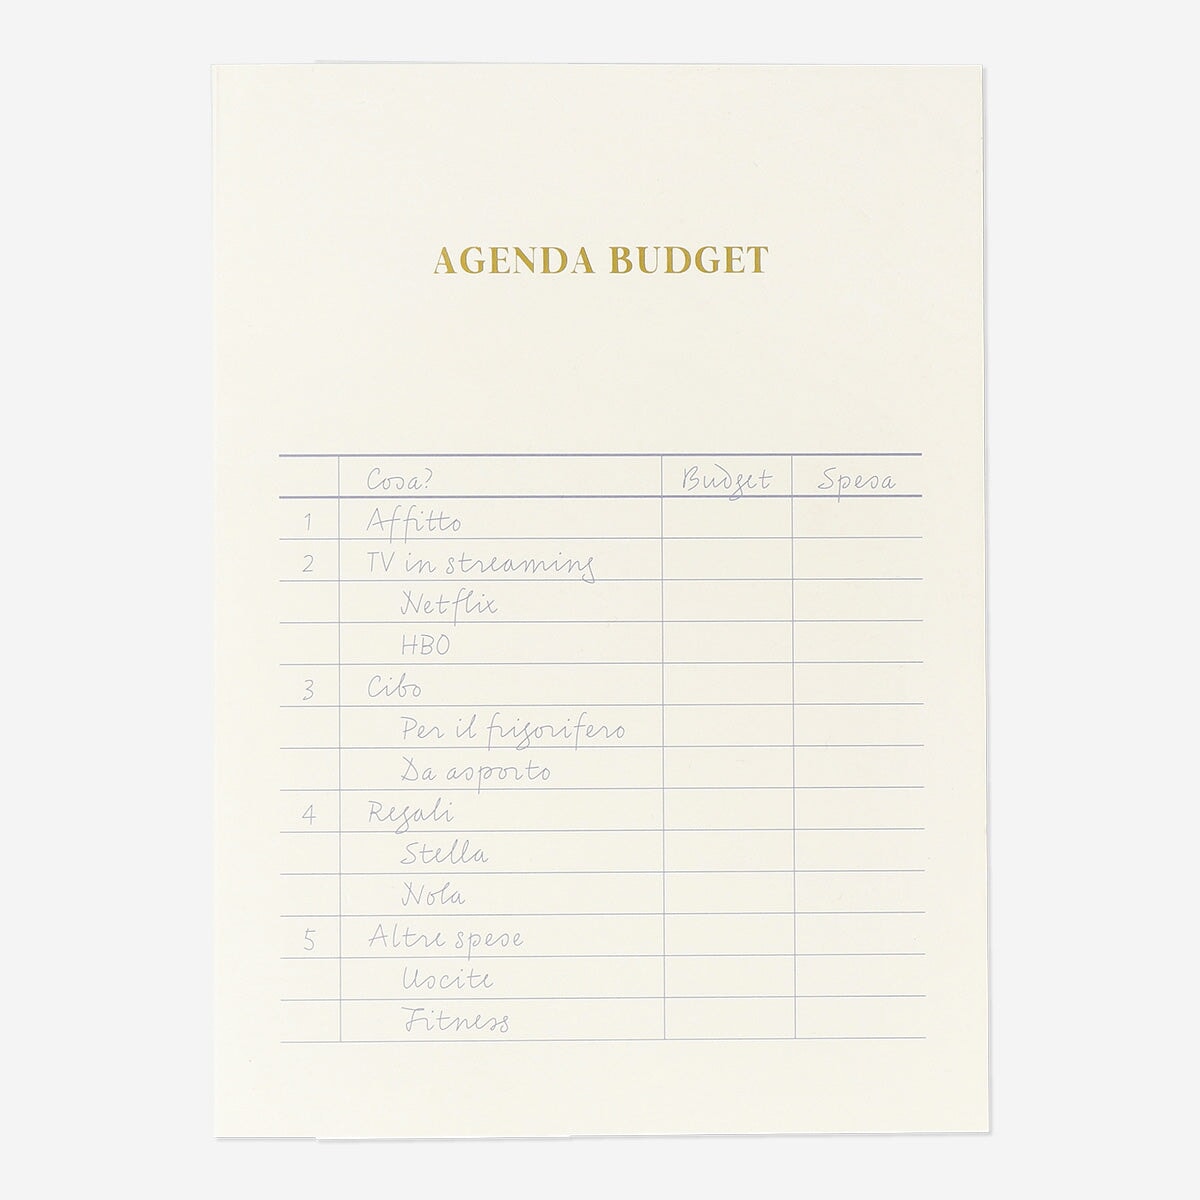 AGENDA BUDGET
Cosa? Budget Spesa
1 Affitto
2 TV in streaming
Netflix
HBO
3 Cibo
Per il frigorifero
Da asporto
4 Regali
Stella
Nola
5 Altre spese
Uscite
Fitness